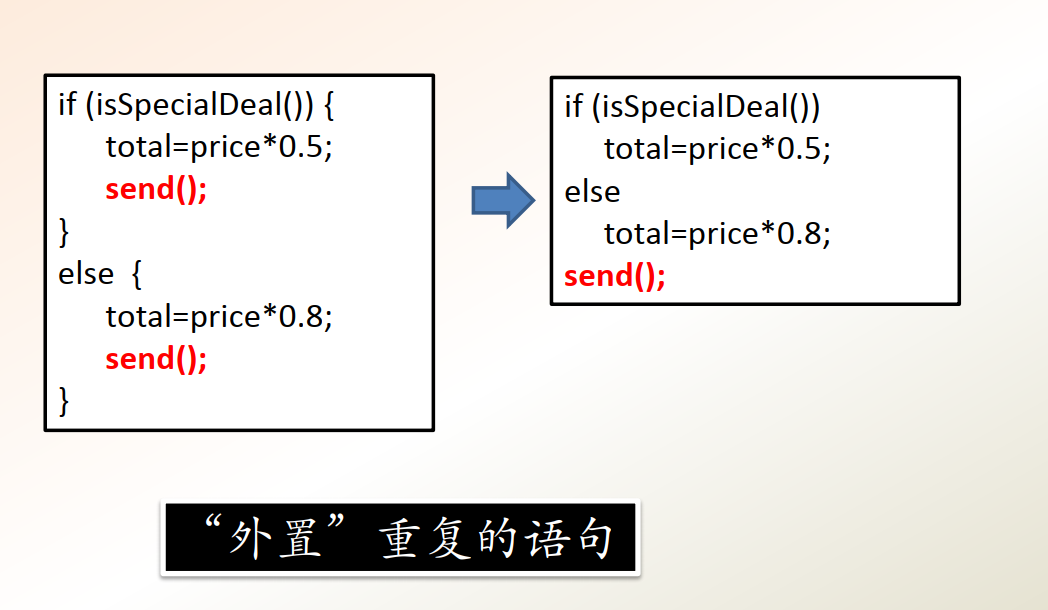 if (isSpecialDeal()) {
total=price*0.5;
send();
}
else {
total=price*0.8;
send();
}
if (isSpecialDeal())
total=price*0.5;
else
total=price*0.8;
send();
“外置”重复的语句